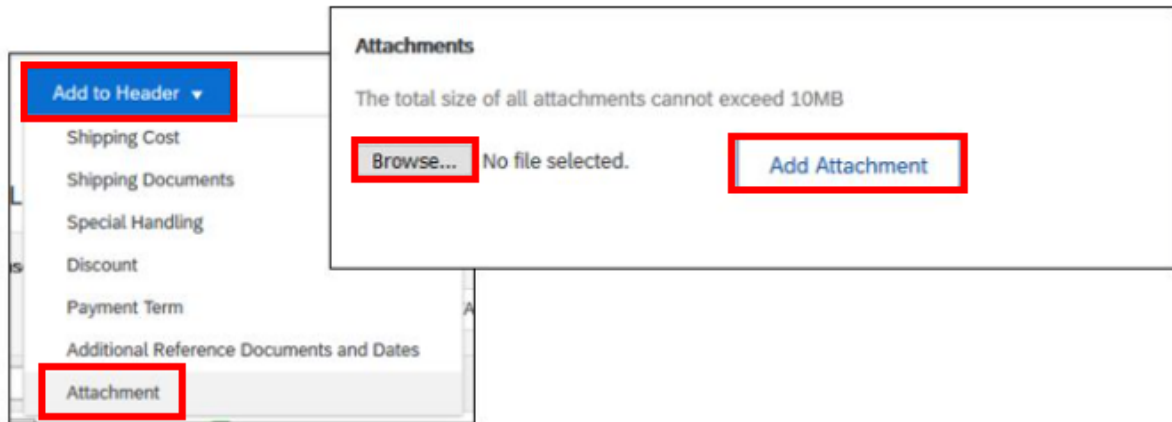 Add to Header
Shipping Cost
Shipping Documents
Special Handling
Discount
Payment Term
Additional Reference Documents and Dates
Attachment
Attachments
The total size of all attachments cannot exceed 10MB
Browse... No file selected.
Add Attachment